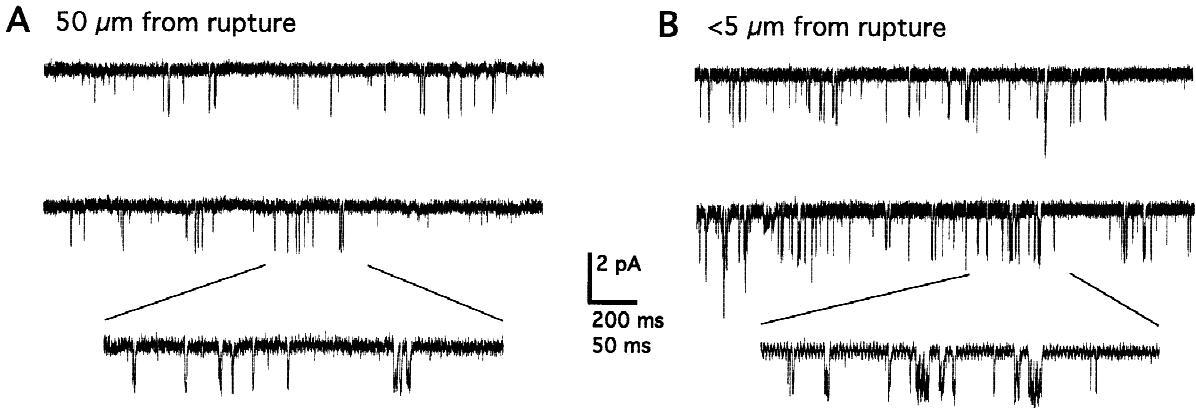 A 50 µm from rupture
B <5 µm from rupture
2 pA
200 ms
50 ms